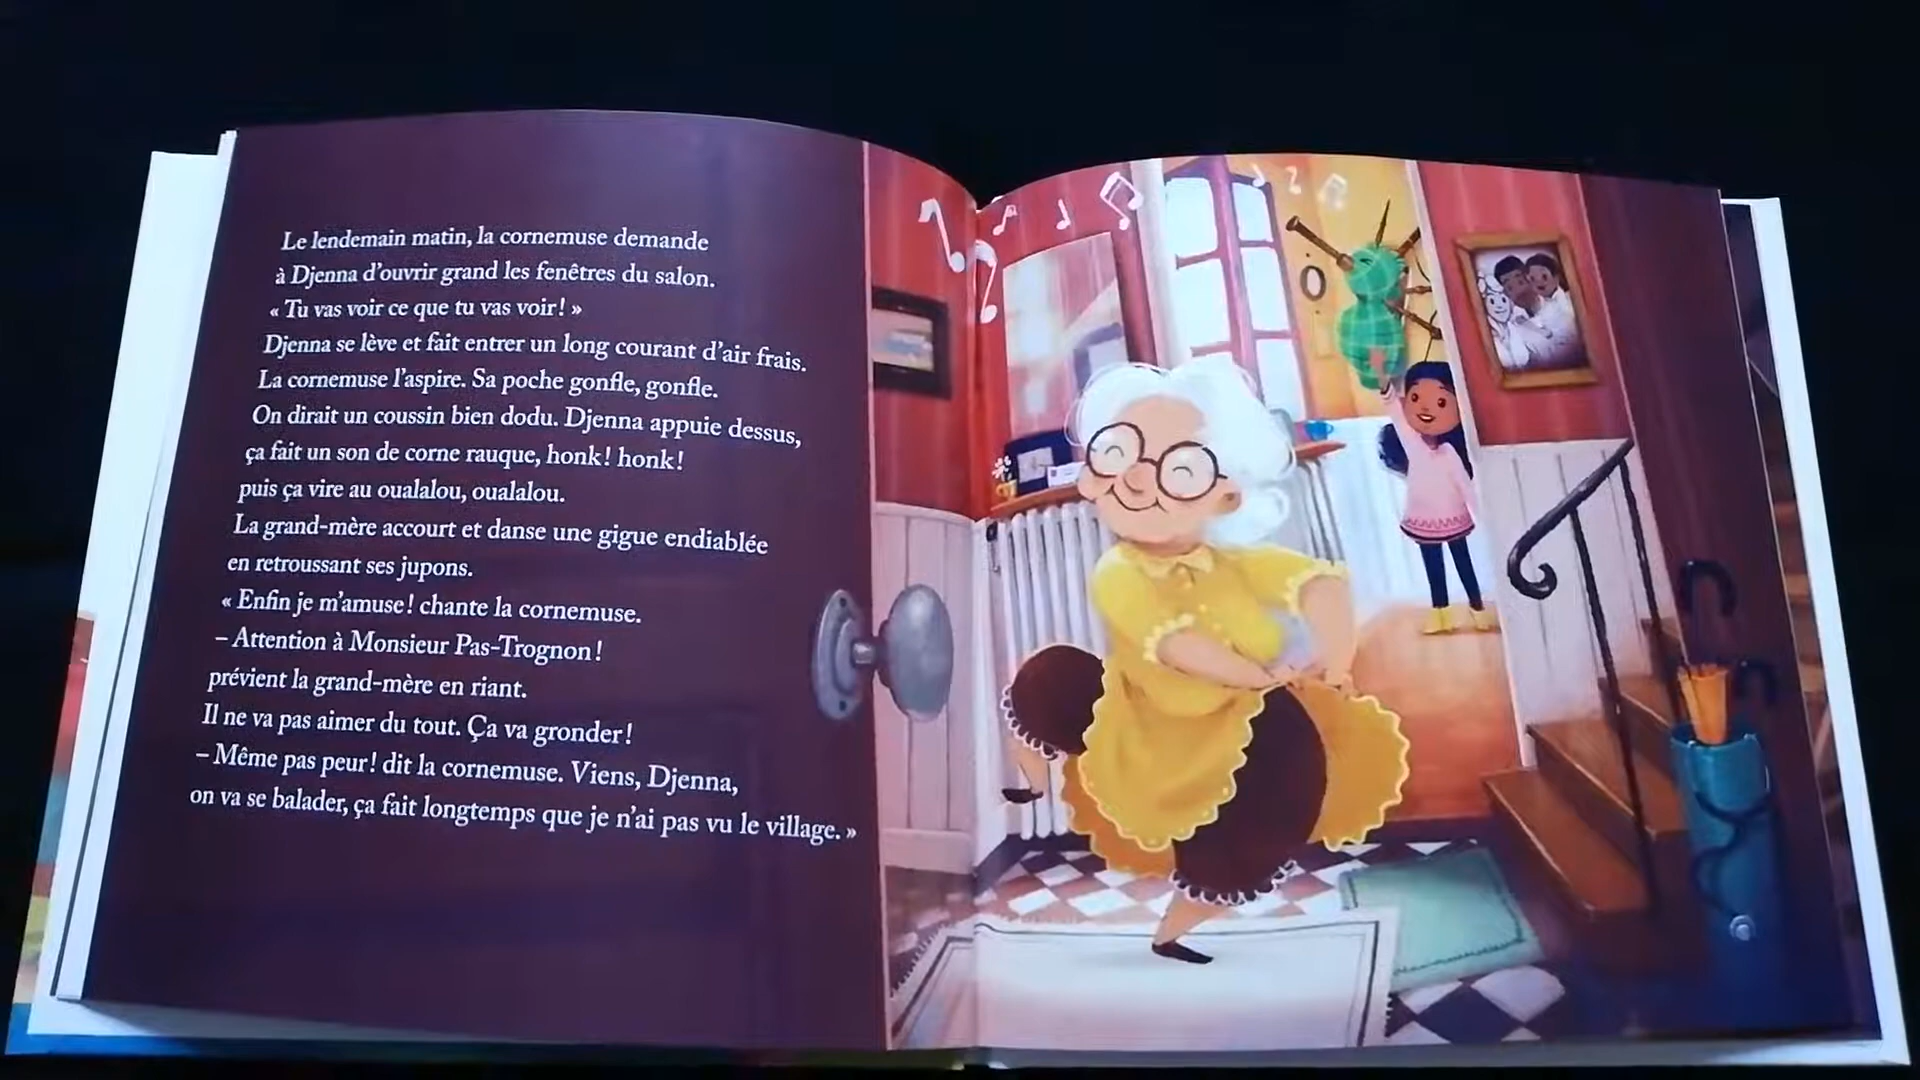 Le lendemain matin, la cornemuse demande
à Djenna d'ouvrir grand les fenêtres du salon.
« Tu vas voir ce que tu vas voir ! »
Djenna se lève et fait entrer un long courant d'air frais.
La cornemuse l'aspire. Sa poche gonfle, gonfle.
On dirait un coussin bien dodu. Djenna appuie dessus,
ça fait un son de corne rauque, honk ! honk !
puis ça vire au oualalou, oualalou.
La grand-mère accourt et danse une gigue endiablée
en retroussant ses jupons.
« Enfin je m'amuse ! chante la cornemuse.
– Attention à Monsieur Pas-Trognon !
prévient la grand-mère en riant.
Il ne va pas aimer du tout. Ça va gronder !
– Même pas peur ! dit la cornemuse. Viens, Djenna,
on va se balader, ça fait longtemps que je n'ai pas vu le village. »